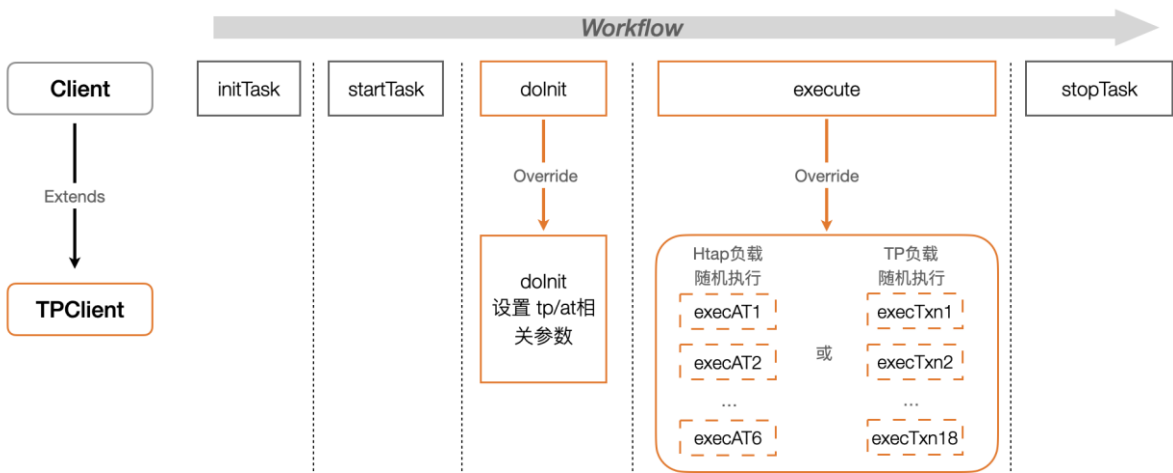 Workflow
Client
initTask
startTask
doInit
execute
stopTask
Extends
Override
Override
TPClient
doInit
设置 tp/at相
关参数
Htap负载
随机执行
TP负载
随机执行
execAT1
execTxn1
execAT2
或
execTxn2
...
...
execAT6
execTxn18